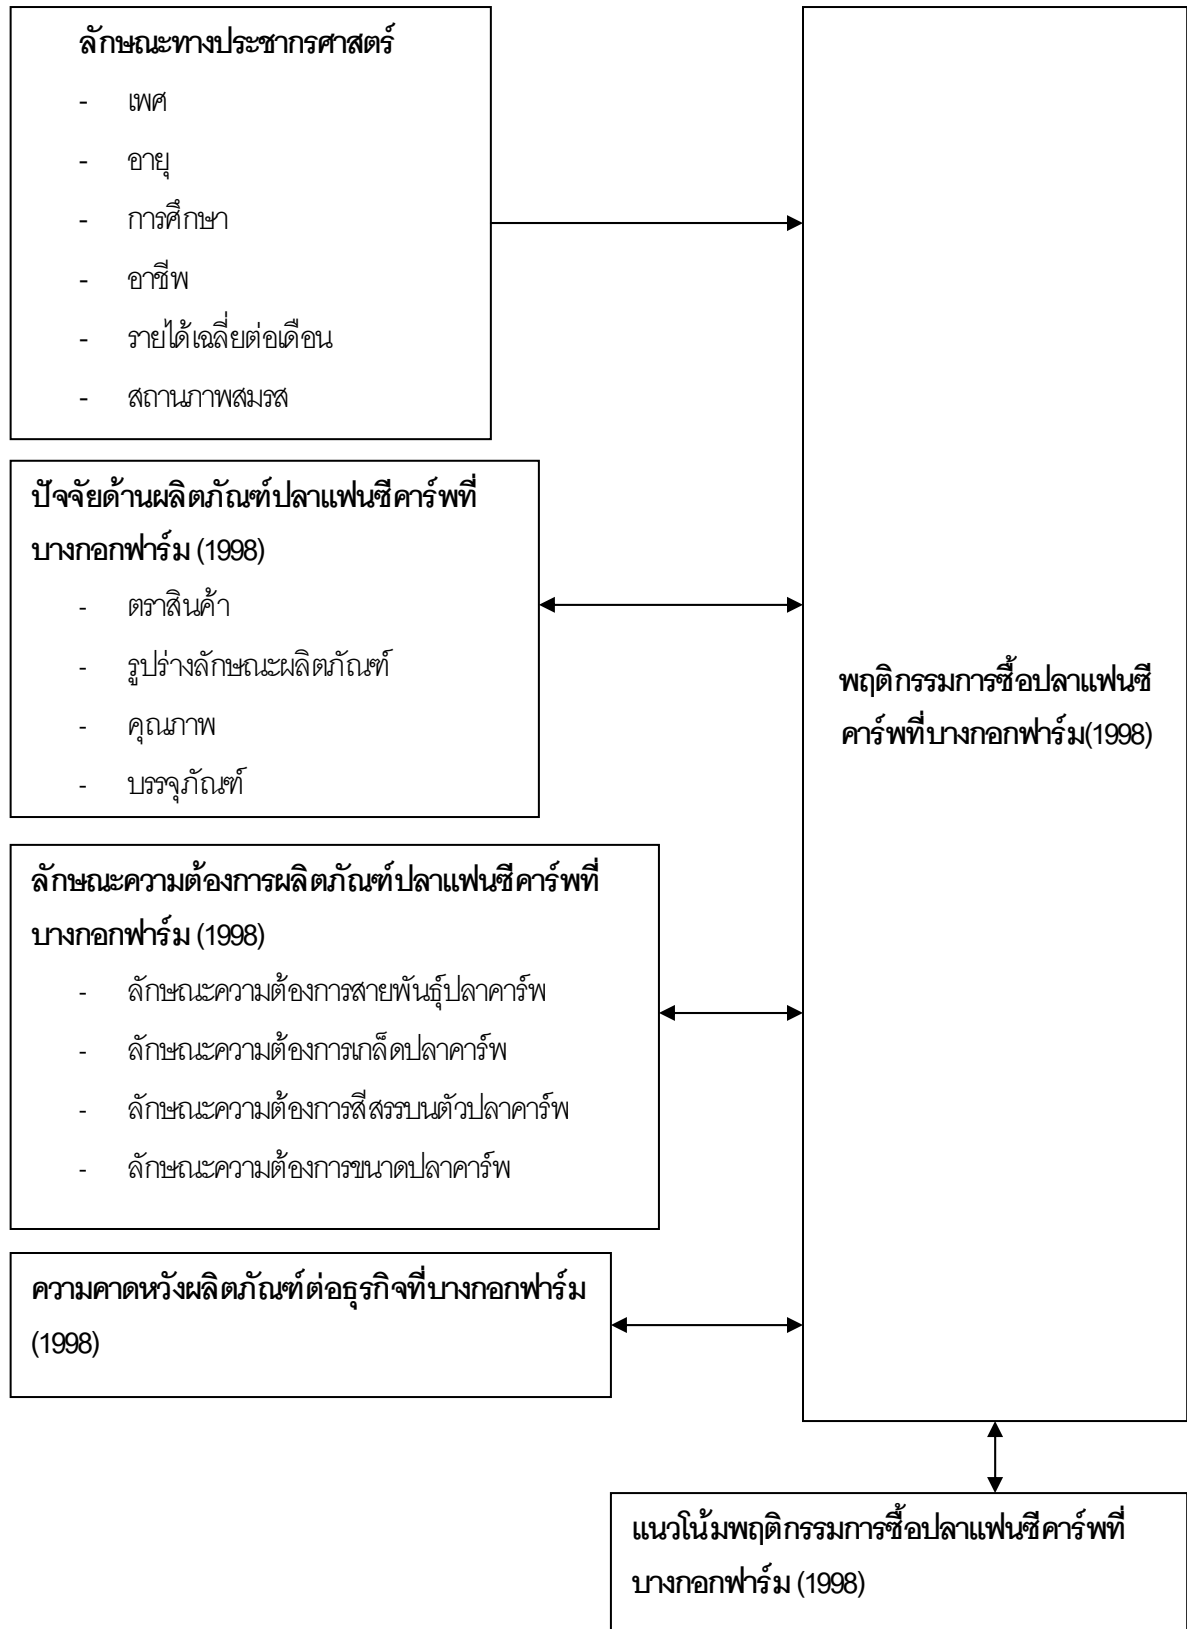 ลักษณะทางประชากรศาสตร์
- เพศ
- อายุ
- การศึกษา
- อาชีพ
- รายได้เฉลี่ยต่อเดือน
- สถานภาพสมรส
ปัจจัยด้านผลิตภัณฑ์ปลาแฟนซีคาร์พที่
บางกอกฟาร์ม (1998)
- ตราสินค้า
- รูปร่างลักษณะผลิตภัณฑ์
- คุณภาพ
- บรรจุภัณฑ์
ลักษณะความต้องการผลิตภัณฑ์ปลาแฟนซีคาร์พที่
บางกอกฟาร์ม (1998)
- ลักษณะความต้องการสายพันธุ์ปลาคาร์พ
- ลักษณะความต้องการเกล็ดปลาคาร์พ
- ลักษณะความต้องการสีสรรบนตัวปลาคาร์พ
- ลักษณะความต้องการขนาดปลาคาร์พ
ความคาดหวังผลิตภัณฑ์ต่อธุรกิจที่บางกอกฟาร์ม
(1998)
พฤติกรรมการซื้อปลาแฟนซี
คาร์พที่บางกอกฟาร์ม(1998)
แนวโน้มพฤติกรรมการซื้อปลาแฟนซีคาร์พที่
บางกอกฟาร์ม (1998)